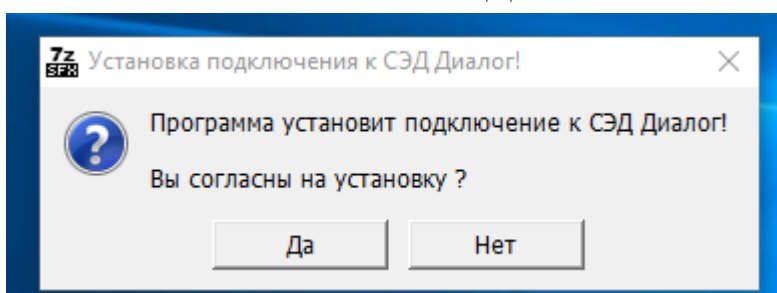 7z
SFX
Установка подключения к СЭД Диалог!
Программа установит подключение к СЭД Диалог!
Вы согласны на установку ?
Да
Нет